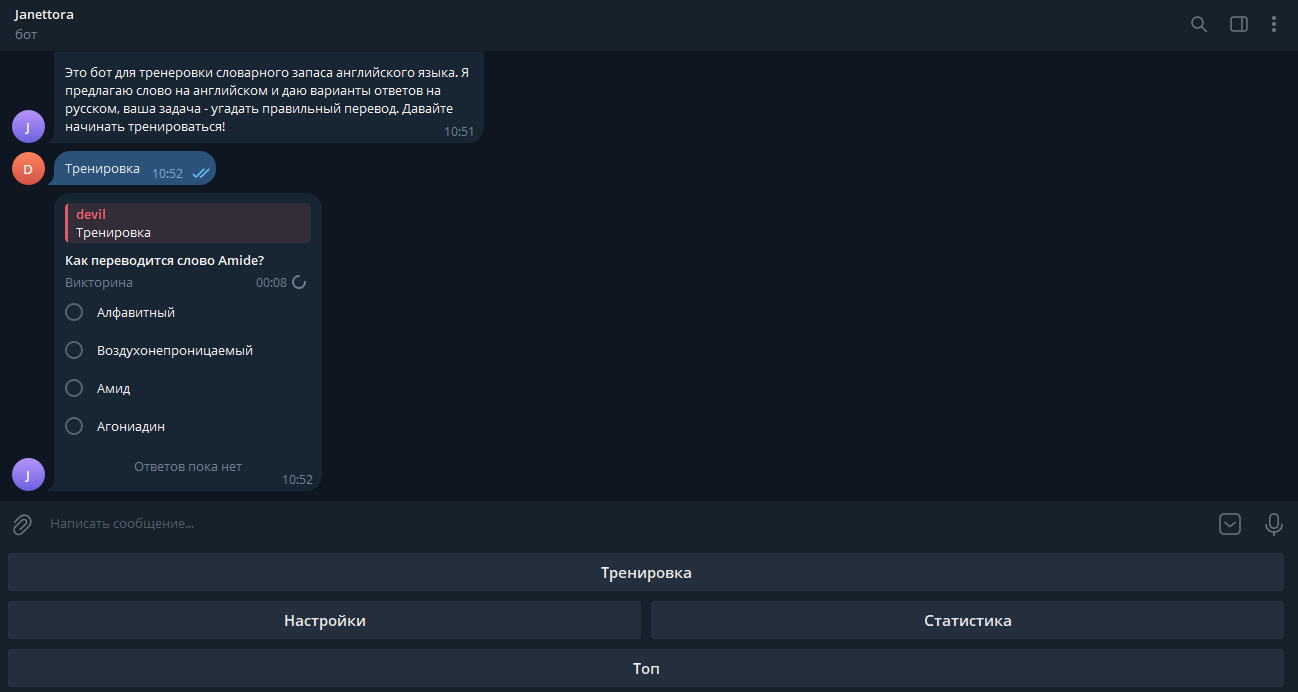 Janettora
бот
Это бот для тренеровки словарного запаса английского языка. Я
предлагаю слово на английском и даю варианты ответов на
русском, ваша задача - угадать правильный перевод. Давайте
начинать тренироваться!
10:51
J
D
Тренировка 10:52
devil
Тренировка
Как переводится слово Amide?
Викторина 00:08
Алфавитный
Воздухонепроницаемый
Амид
Агониадин
Ответов пока нет
10:52
J
Написать сообщение...
Тренировка
Настройки Статистика
Топ